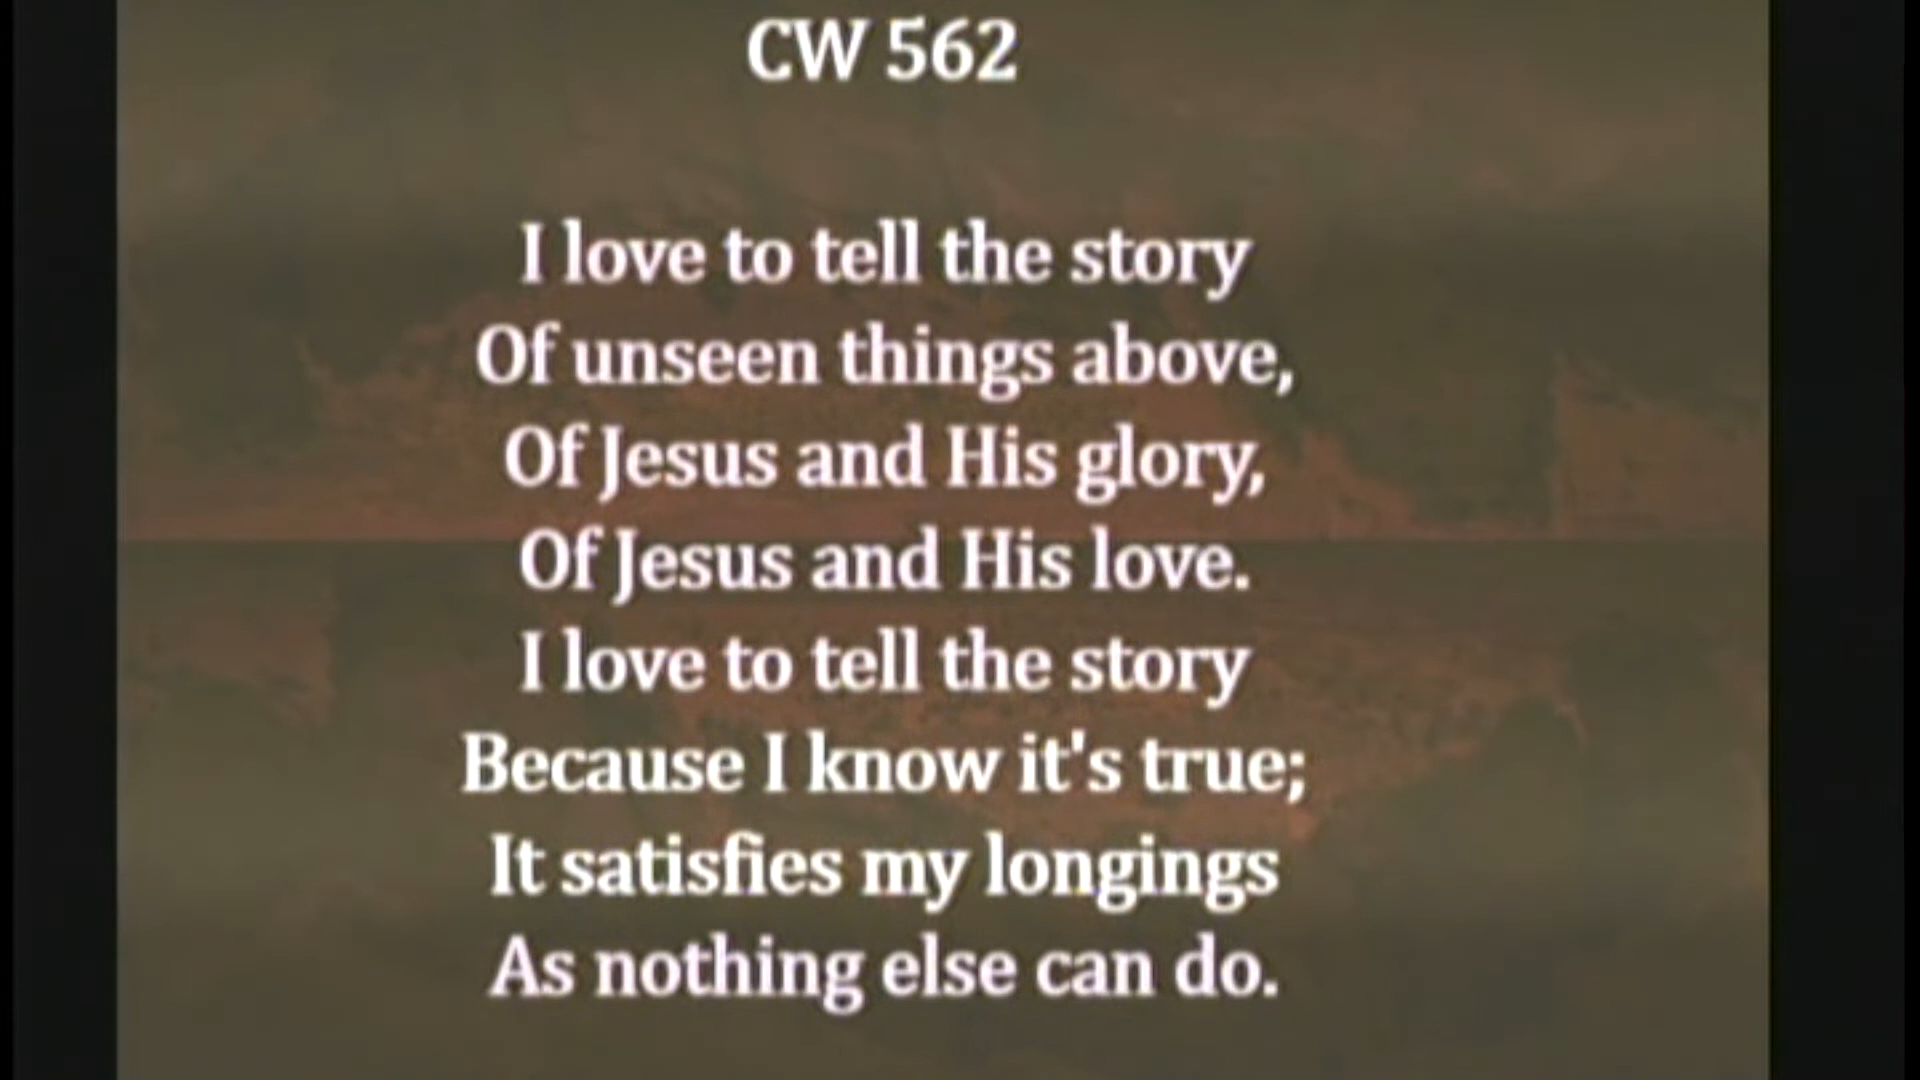 CW 562
I love to tell the story
Of unseen things above,
Of Jesus and His glory,
Of Jesus and His love.
I love to tell the story
Because I know it's true;
It satisfies my longings
As nothing else can do.